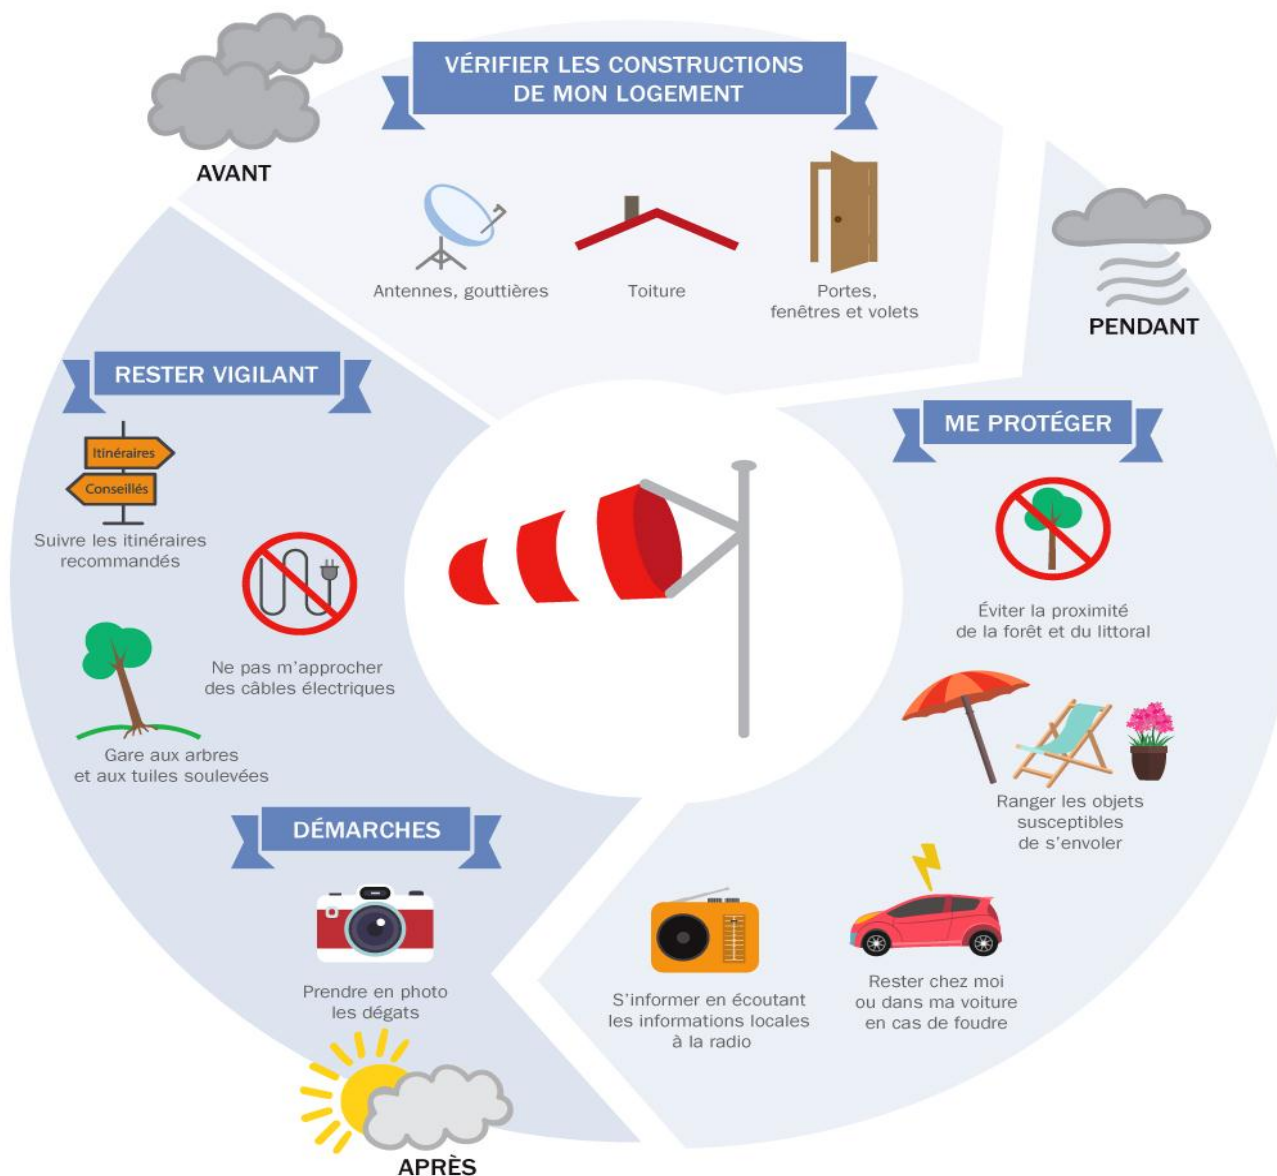 AVANT
VÉRIFIER LES CONSTRUCTIONS
DE MON LOGEMENT
Antennes, gouttières
Toiture
Portes,
fenêtres et volets
PENDANT
ME PROTÉGER
Éviter la proximité
de la forêt et du littoral
Ranger les objets
susceptibles
de s'envoler
Rester chez moi
ou dans ma voiture
en cas de foudre
S'informer en écoutant
les informations locales
à la radio
RESTER VIGILANT
Itinéraires
Conseillés
Suivre les itinéraires
recommandés
Ne pas m'approcher
des câbles électriques
Gare aux arbres
et aux tuiles soulevées
DÉMARCHES
Prendre en photo
les dégats
APRÈS